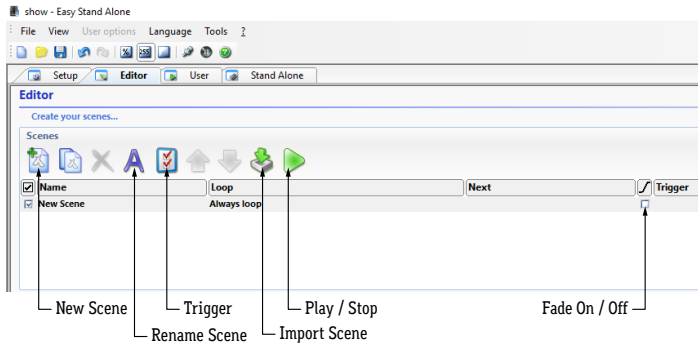 show - Easy Stand Alone
File View User options Language Tools ?
% 255
Setup Editor User Stand Alone
Editor
Create your scenes...
Scenes
A
Name Loop Next Trigger
New Scene Always loop
New Scene Trigger Play / Stop Fade On / Off
Rename Scene Import Scene